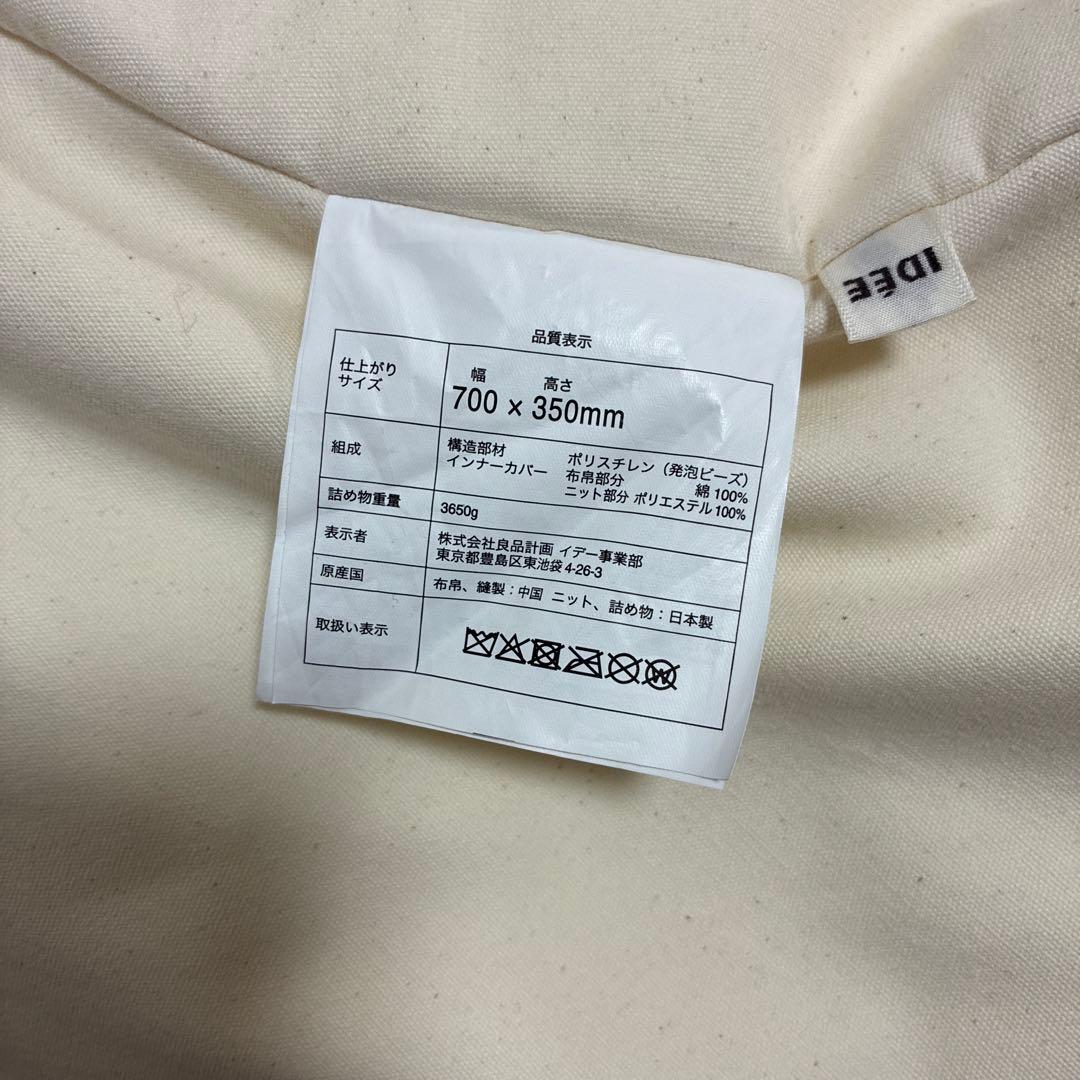 IDÉE
品質表示
仕上がり
サイズ
幅 高さ
700 × 350mm
組成
構造部材 ポリスチレン（発泡ビーズ）
インナーカバー 布帛部分 綿 100%
ニット部分 ポリエステル 100%
詰め物重量 3650g
表示者
株式会社良品計画 イデー事業部
東京都豊島区東池袋 4-26-3
原産国 布帛、縫製：中国 ニット、詰め物：日本製
取扱い表示
W